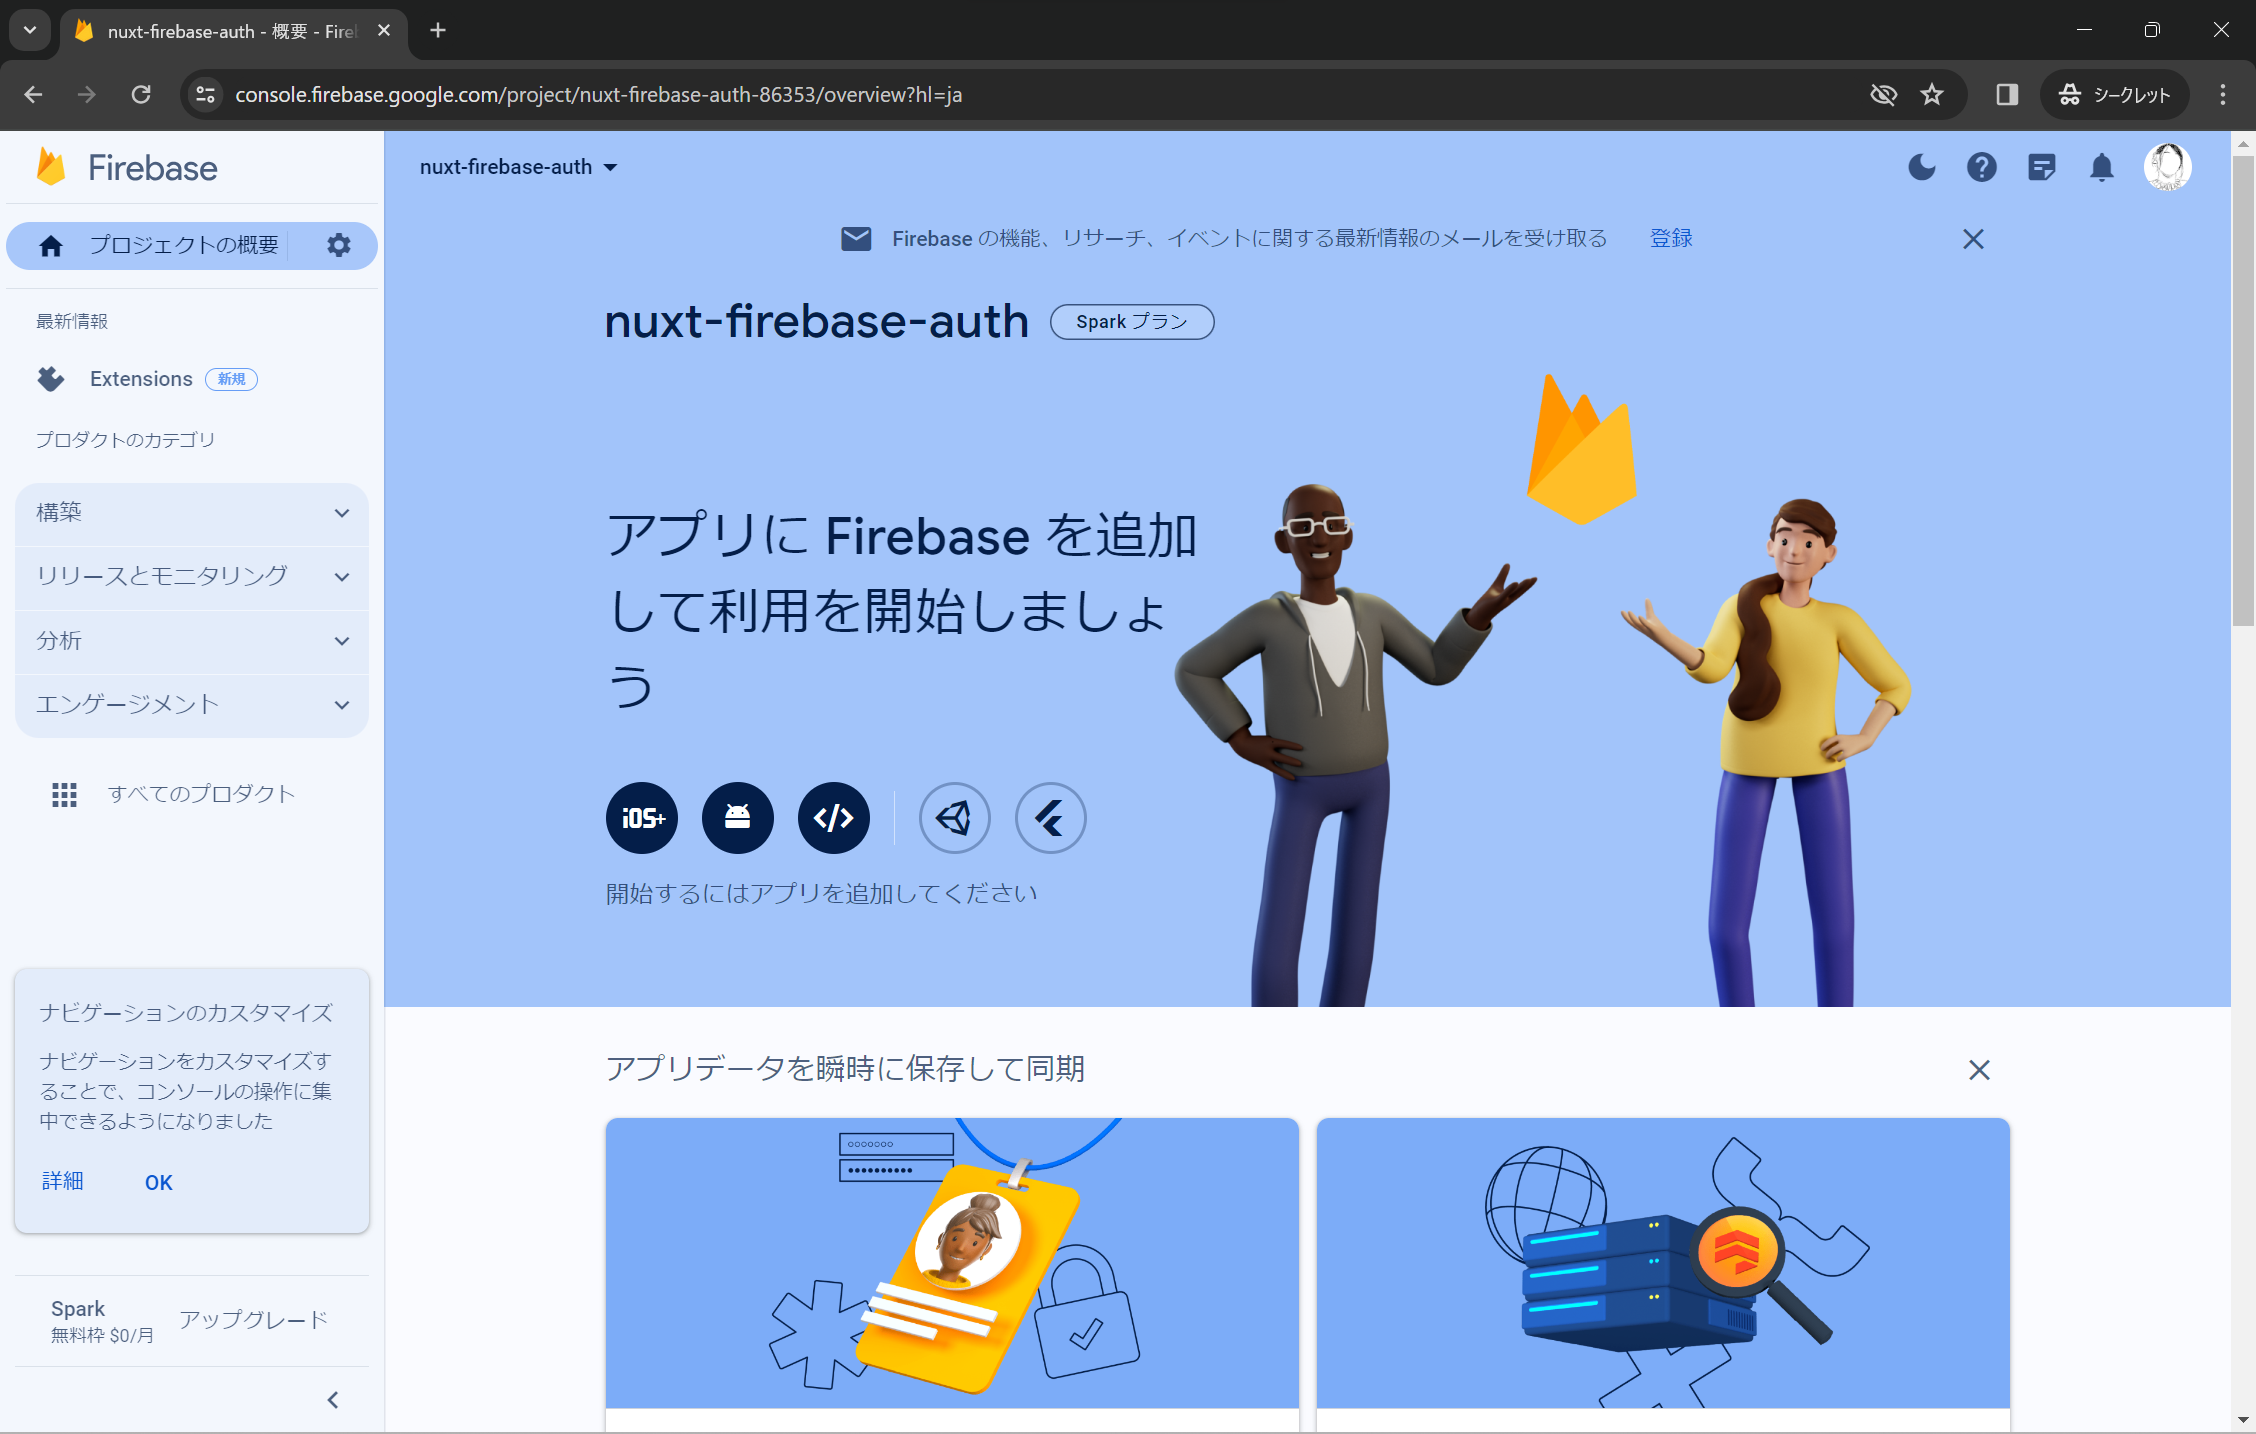 nuxt-firebase-auth - 概要 - Fire
console.firebase.google.com/project/nuxt-firebase-auth-86353/overview?hl=ja
シークレット
Firebase
プロジェクトの概要
最新情報
Extensions 新規
プロダクトのカテゴリ
構築
リリースとモニタリング
分析
エンゲージメント
すべてのプロダクト
ナビゲーションのカスタマイズ
ナビゲーションをカスタマイズす
ることで、コンソールの操作に集
中できるようになりました
詳細 OK
Spark
無料枠 $0/月
アップグレード
nuxt-firebase-auth
Firebase の機能、リサーチ、イベントに関する最新情報のメールを受け取る 登録
nuxt-firebase-auth Spark プラン
アプリに Firebase を追加
して利用を開始しましょ
う
iOS+
開始するにはアプリを追加してください
アプリデータを瞬時に保存して同期